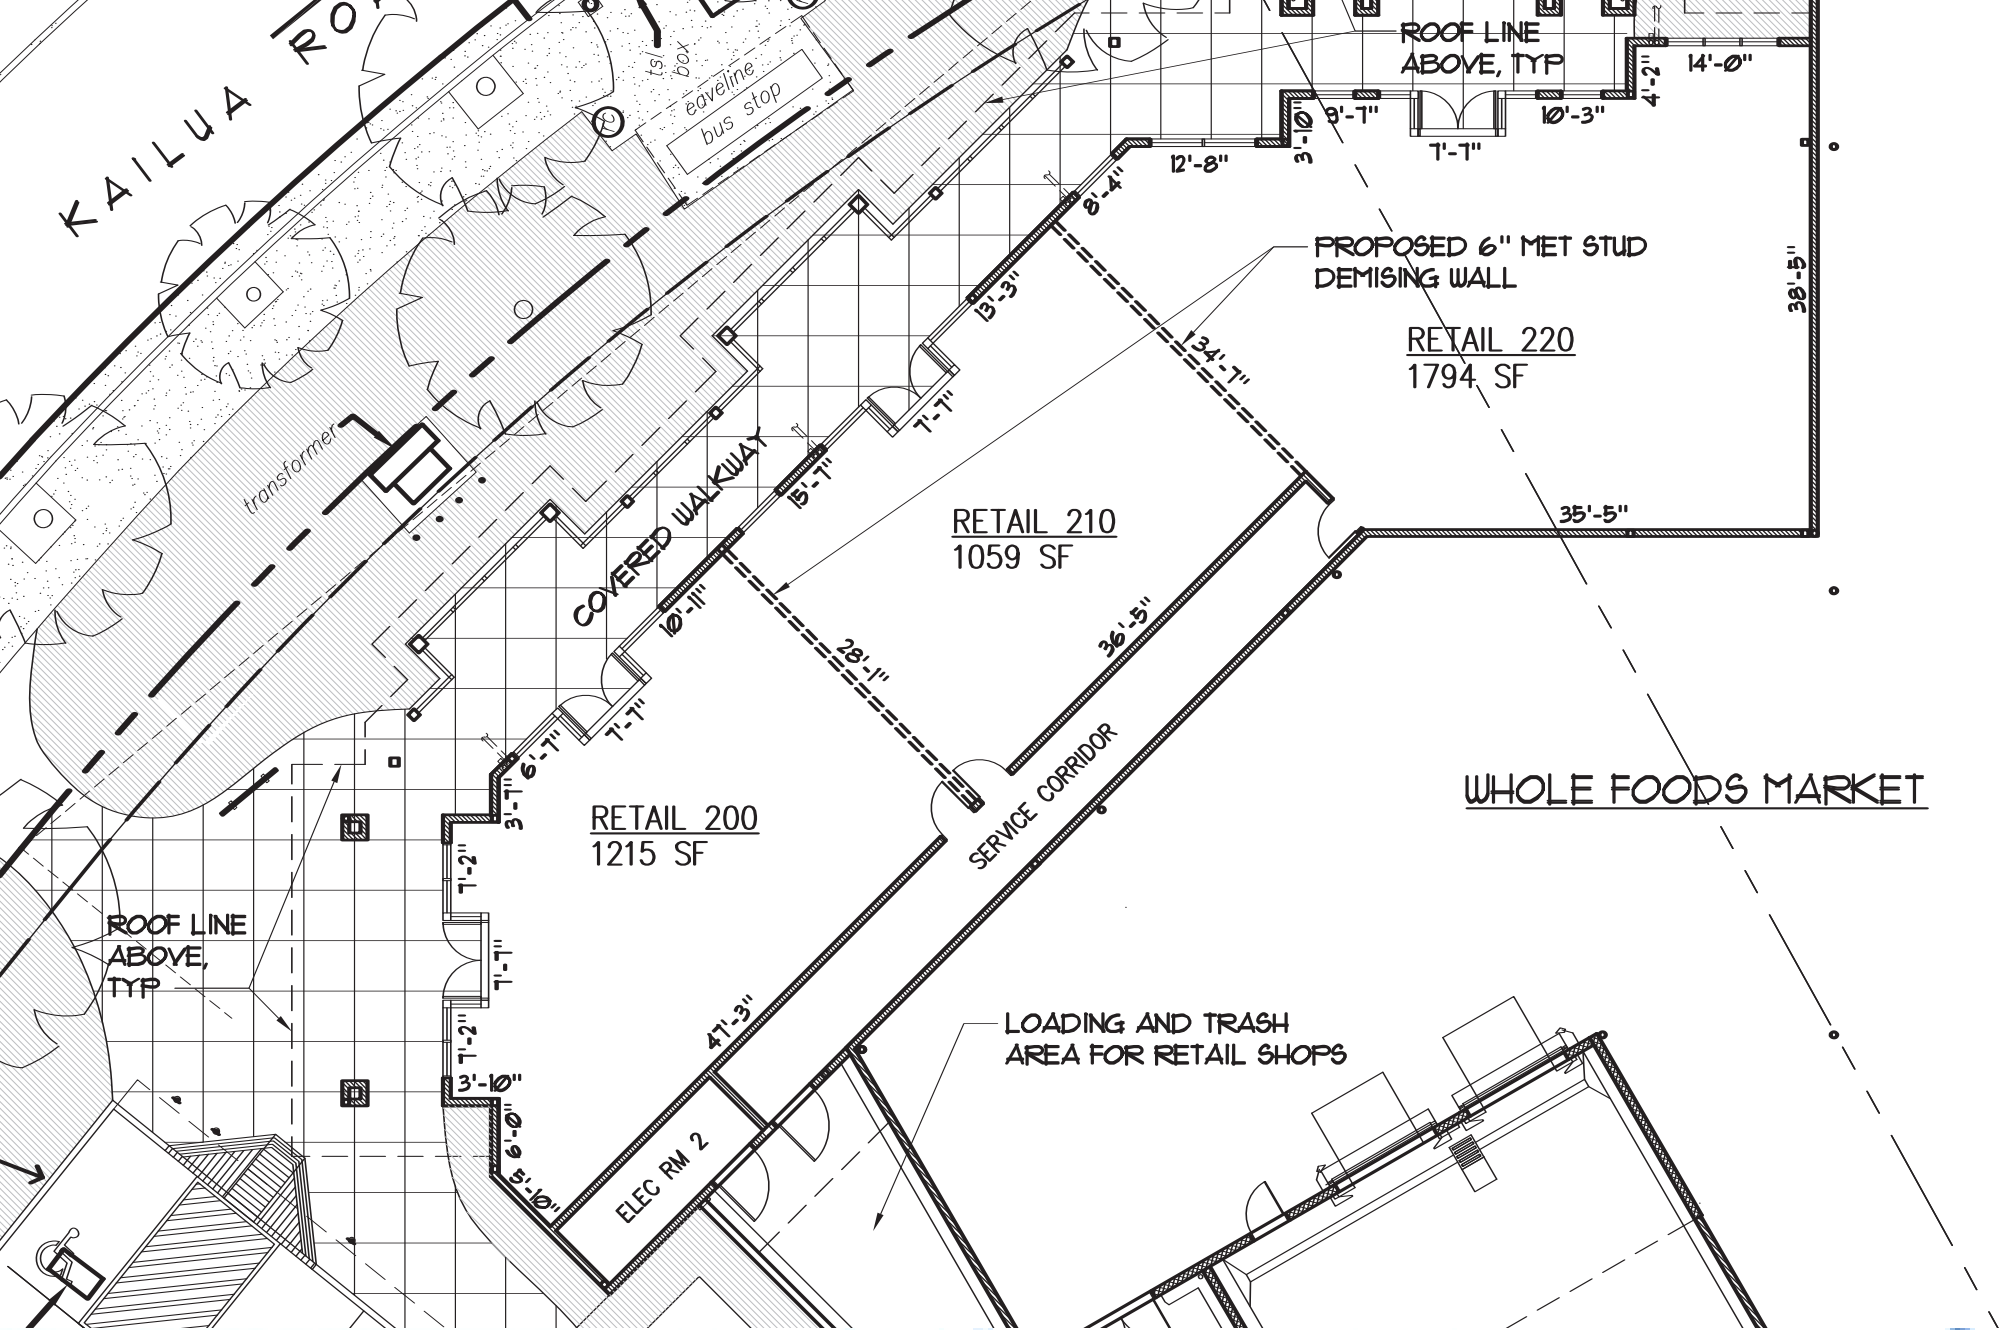 KAILUA RO
tsl
box
eaveline
bus stop
TC
ROOF LINE
ABOVE, TYP
14'-0"
4'-2"
9'-7"
10'-3"
3'-10"
7'-7"
12'-8"
8'-4"
PROPOSED 6" MET STUD
DEMISING WALL
38'-5"
13'-3"
34'-7"
RETAIL 220
1794 SF
7'-7"
transformer
COVERED WALKWAY
15'-7"
RETAIL 210
1059 SF
35'-5"
10'-11"
28'-1"
36'-5"
7'-7"
6'-7"
SERVICE CORRIDOR
WHOLE FOODS MARKET
3'-7"
RETAIL 200
1215 SF
7'-2"
ROOF LINE
ABOVE,
TYP
7'-7"
7'-2"
47'-3"
LOADING AND TRASH
AREA FOR RETAIL SHOPS
3'-10"
6'-0"
5'-10"
ELEC RM 2